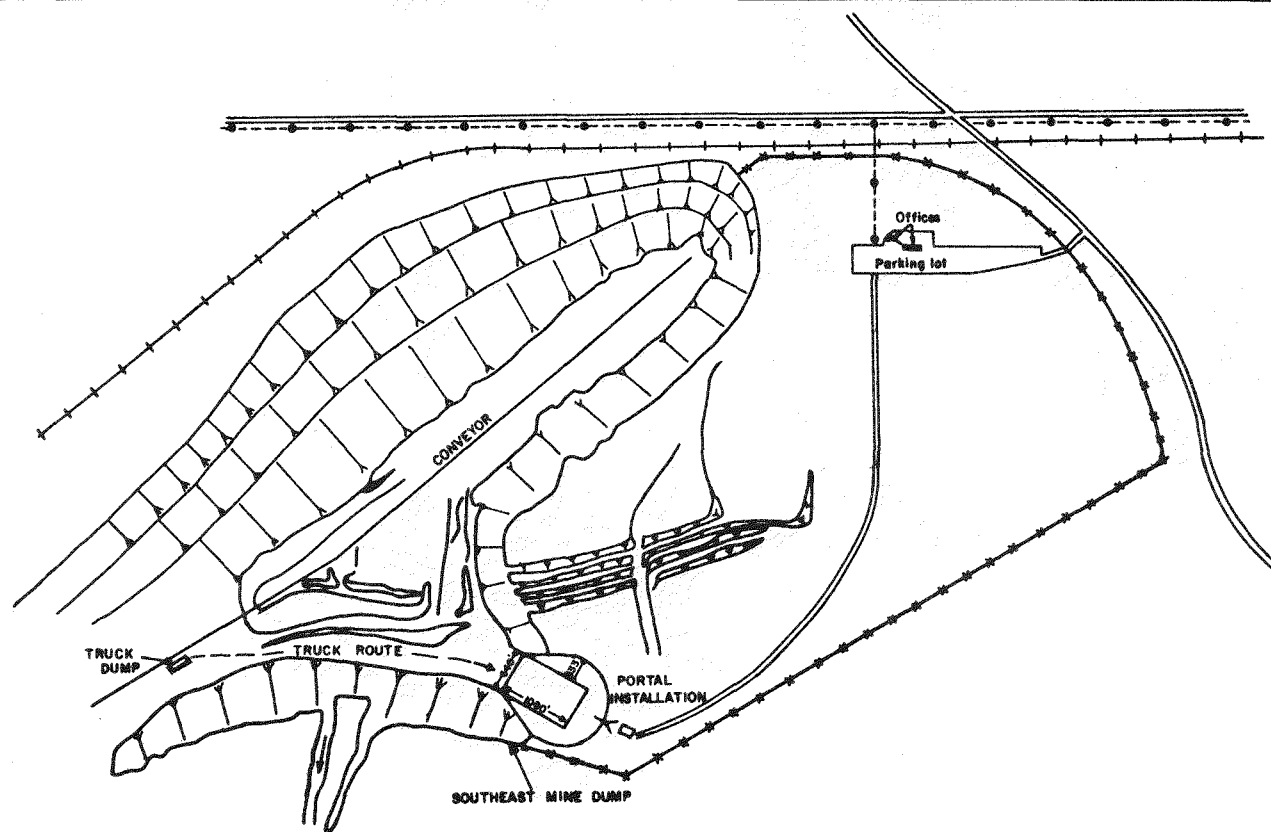 Offices
Parking lot
CONVEYOR
TRUCK
DUMP
TRUCK ROUTE
PORTAL
INSTALLATION
SOUTHEAST MINE DUMP